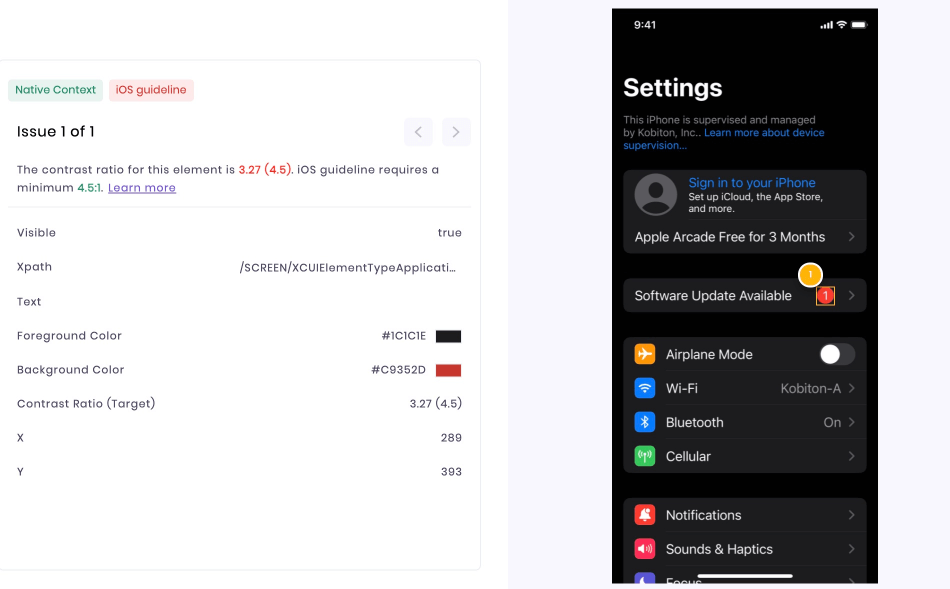 Native Context
iOS guideline
Issue 1 of 1
The contrast ratio for this element is 3.27 (4.5). iOS guideline requires a
minimum 4.5:1. Learn more
Visible
true
Xpath
/SCREEN/XCUIElementTypeApplicati...
Text
Foreground Color
#1C1C1E
Background Color
#C9352D
Contrast Ratio (Target)
3.27 (4.5)
X
289
Y
393
9:41
Settings
This iPhone is supervised and managed
by Kobiton, Inc.. Learn more about device
supervision...
Sign in to your iPhone
Set up iCloud, the App Store,
and more.
Apple Arcade Free for 3 Months
1
Software Update Available
1
Airplane Mode
Wi-Fi
Kobiton-A
Bluetooth
On
Cellular
Notifications
Sounds & Haptics
Focus